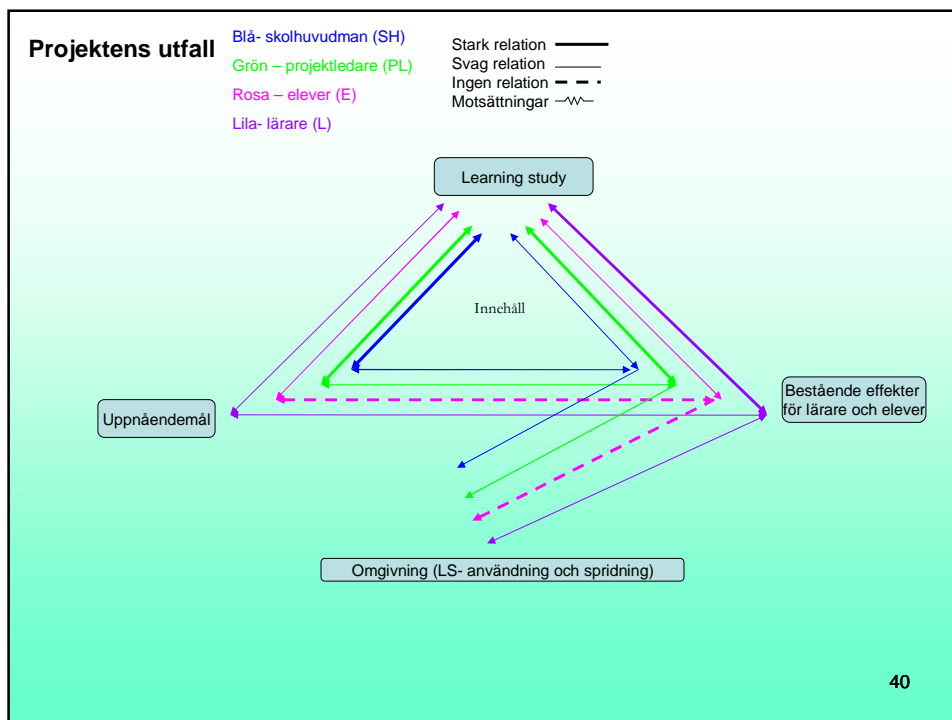 Projektens utfall
Blå- skolhuvudman (SH)
Grön – projektledare (PL)
Rosa – elever (E)
Lila- lärare (L)
Stark relation
Svag relation
Ingen relation
Motsättningar
Learning study
Innehåll
Uppnåendemål
Bestående effekter
för lärare och elever
Omgivning (LS- användning och spridning)
40